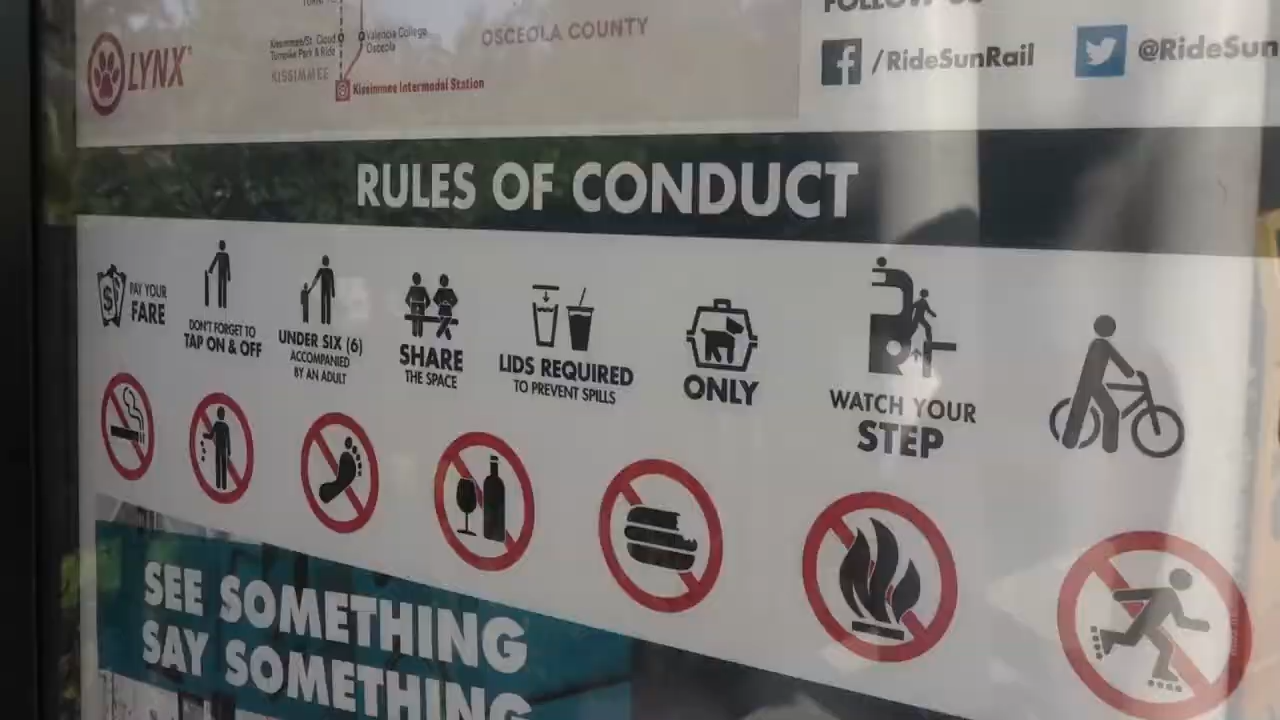 FOLLOW US
LYNX
Kissimmee/St. Cloud
Turnpike Park & Ride
Valencia College
Osceola
OSCEOLA COUNTY
KISSIMMEE
Kissimmee Intermodal Station
/RideSunRail
@RideSun
RULES OF CONDUCT
PAY YOUR
FARE
DON'T FORGET TO
TAP ON & OFF
UNDER SIX (6)
ACCOMPANIED
BY AN ADULT
SHARE
THE SPACE
LIDS REQUIRED
TO PREVENT SPILLS
ONLY
WATCH YOUR
STEP
SEE SOMETHING
SAY SOMETHING